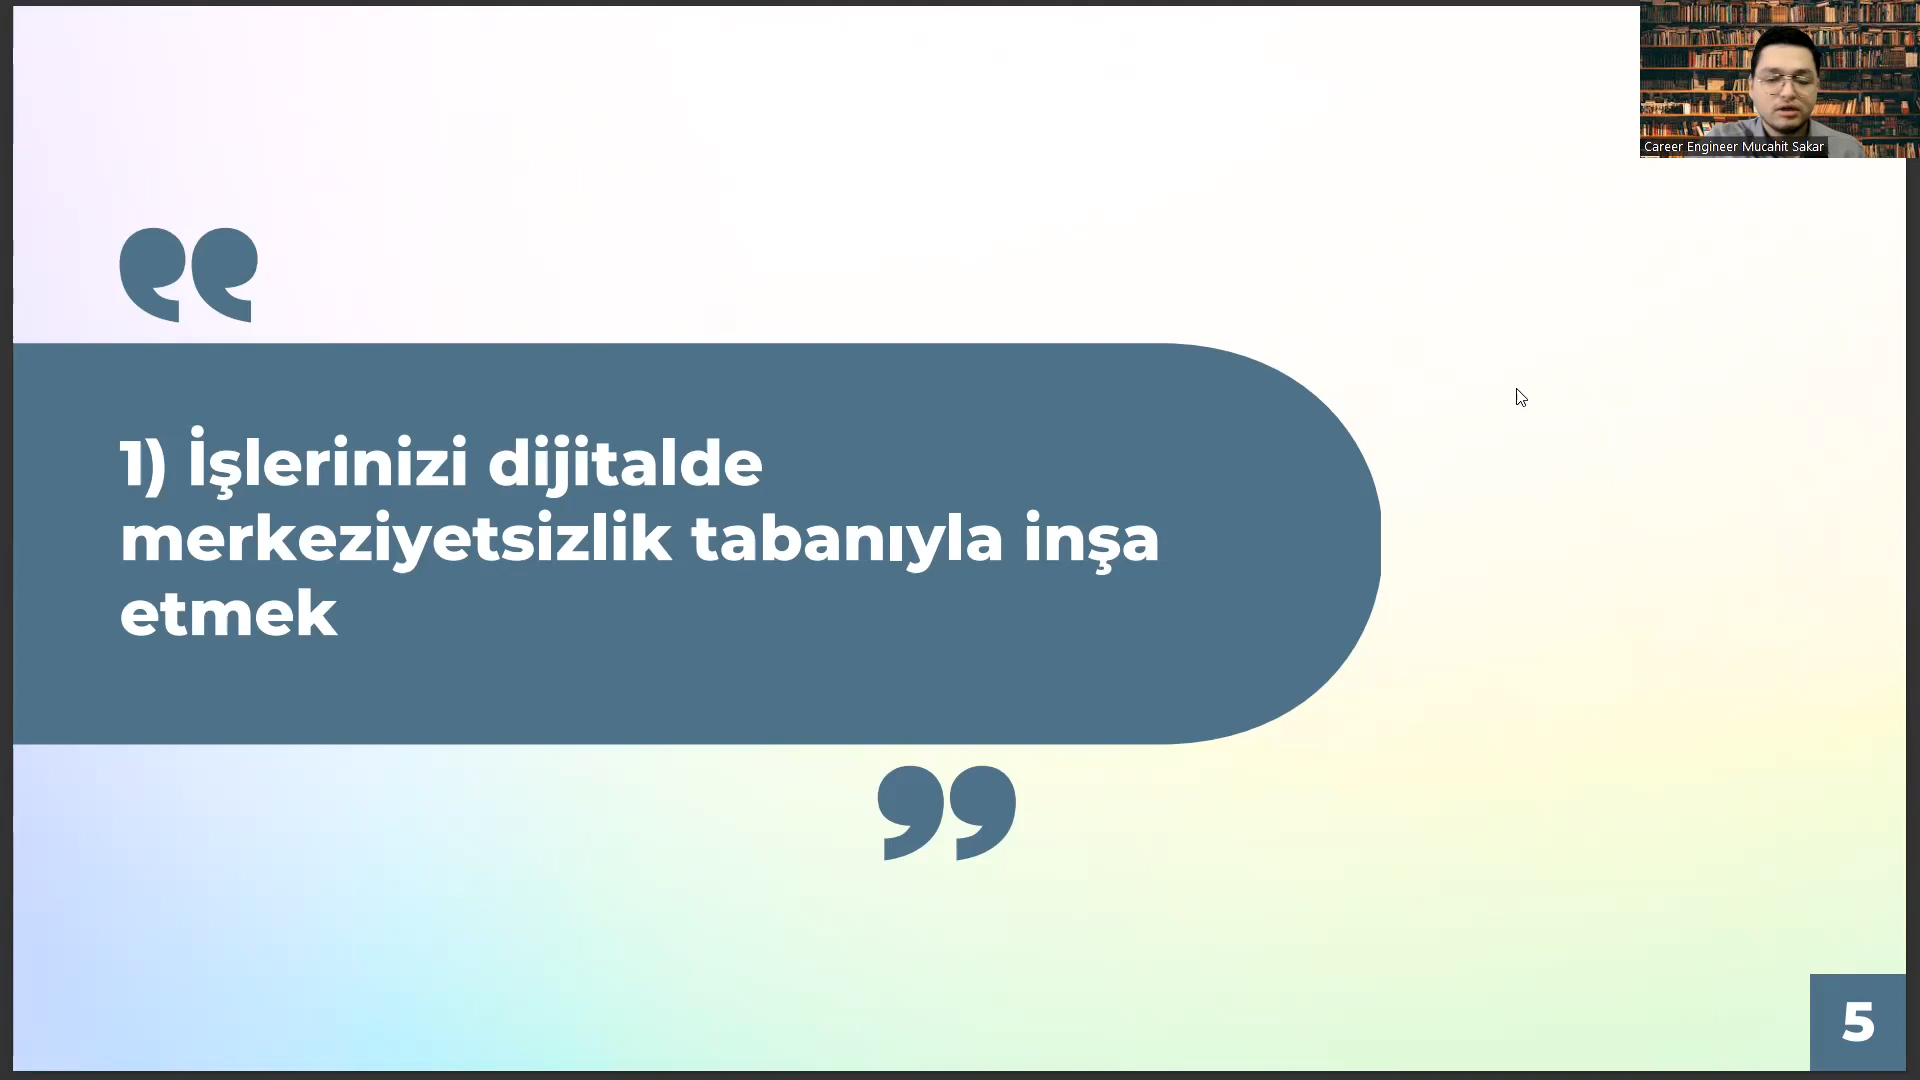 Career Engineer Mucahit Sakar
1) İşlerinizi dijitalde
merkeziyetsizlik tabanıyla inşa
etmek
5